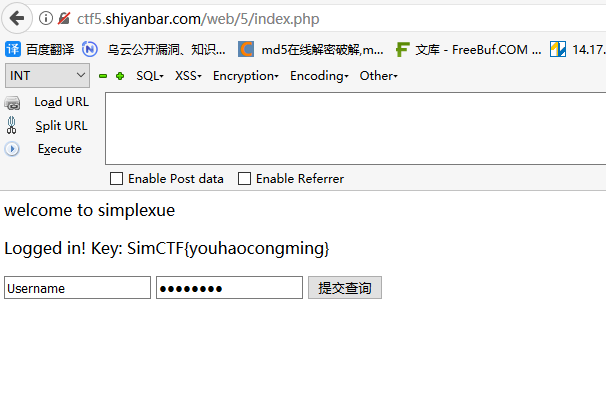 ctf5.shiyanbar.com/web/5/index.php
译 百度翻译 乌云公开漏洞、知识... C md5在线解密破解,m... F 文库 - FreeBuf.COM ... 14.17.
INT SQL▾ XSS▾ Encryption▾ Encoding▾ Other▾
Load URL
Split URL
Execute
Enable Post data Enable Referrer
welcome to simplexue
Logged in! Key: SimCTF{youhaocongming}
Username ●●●●●●●● 提交查询